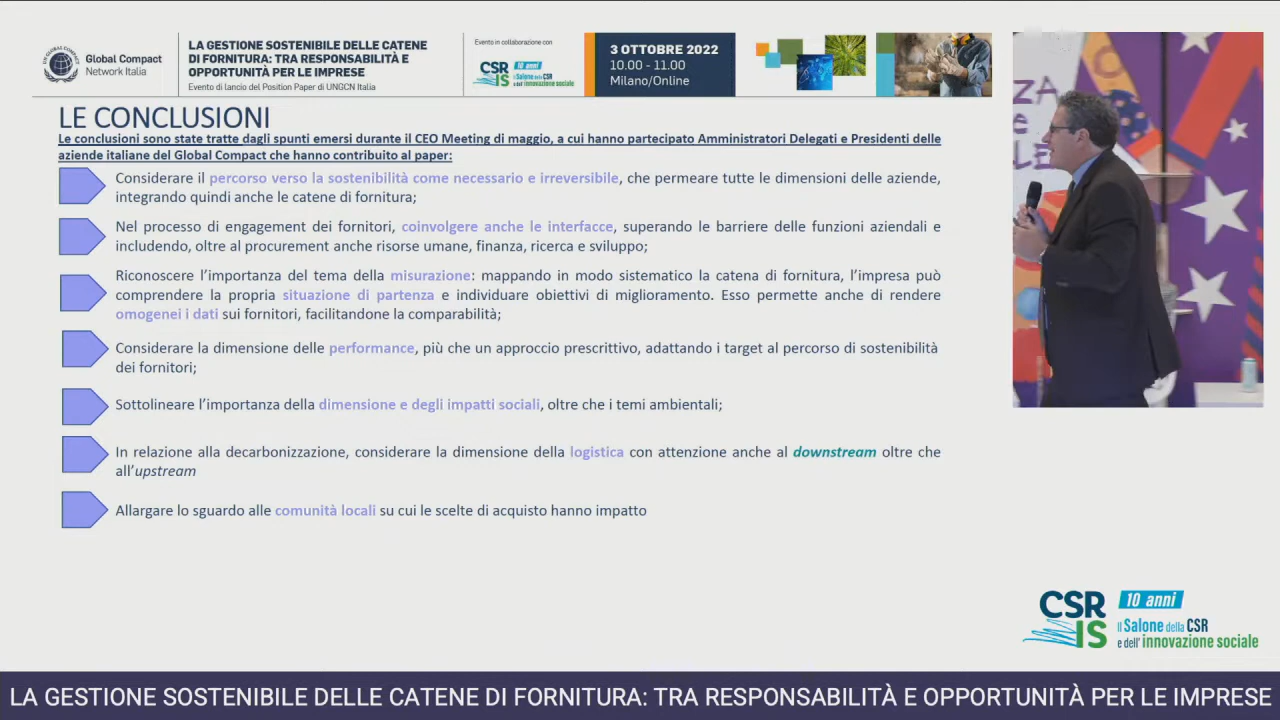 Global Compact
Network Italia
LA GESTIONE SOSTENIBILE DELLE CATENE
DI FORNITURA: TRA RESPONSABILITÀ E
OPPORTUNITÀ PER LE IMPRESE
Evento di lancio del Position Paper di UNGCN Italia
Evento in collaborazione con
CSR
IS
10 anni
Il Salone della CSR
e dell'innovazione sociale
3 OTTOBRE 2022
10.00 - 11.00
Milano/Online
LE CONCLUSIONI
Le conclusioni sono state tratte dagli spunti emersi durante il CEO Meeting di maggio, a cui hanno partecipato Amministratori Delegati e Presidenti delle
aziende italiane del Global Compact che hanno contribuito al paper:
Considerare il percorso verso la sostenibilità come necessario e irreversibile, che permeare tutte le dimensioni delle aziende,
integrando quindi anche le catene di fornitura;
Nel processo di engagement dei fornitori, coinvolgere anche le interfacce, superando le barriere delle funzioni aziendali e
includendo, oltre al procurement anche risorse umane, finanza, ricerca e sviluppo;
Riconoscere l'importanza del tema della misurazione: mappando in modo sistematico la catena di fornitura, l'impresa può
comprendere la propria situazione di partenza e individuare obiettivi di miglioramento. Esso permette anche di rendere
omogenei i dati sui fornitori, facilitandone la comparabilità;
Considerare la dimensione delle performance, più che un approccio prescrittivo, adattando i target al percorso di sostenibilità
dei fornitori;
Sottolineare l'importanza della dimensione e degli impatti sociali, oltre che i temi ambientali;
In relazione alla decarbonizzazione, considerare la dimensione della logistica con attenzione anche al downstream oltre che
all'upstream
Allargare lo sguardo alle comunità locali su cui le scelte di acquisto hanno impatto
CSR
IS
10 anni
Il Salone della CSR
e dell'innovazione sociale
LA GESTIONE SOSTENIBILE DELLE CATENE DI FORNITURA: TRA RESPONSABILITÀ E OPPORTUNITÀ PER LE IMPRESE